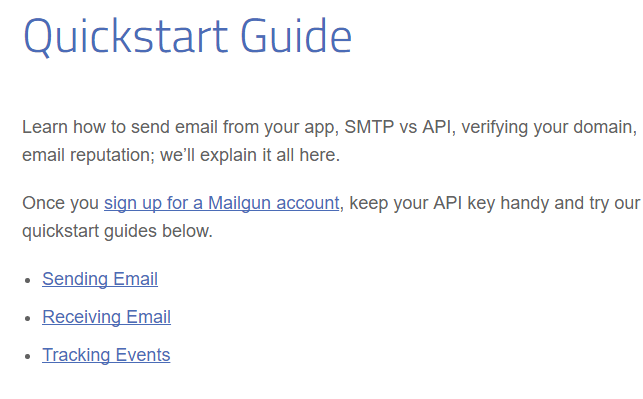 Quickstart Guide
Learn how to send email from your app, SMTP vs API, verifying your domain,
email reputation; we’ll explain it all here.
Once you sign up for a Mailgun account, keep your API key handy and try our
quickstart guides below.
• Sending Email
• Receiving Email
• Tracking Events